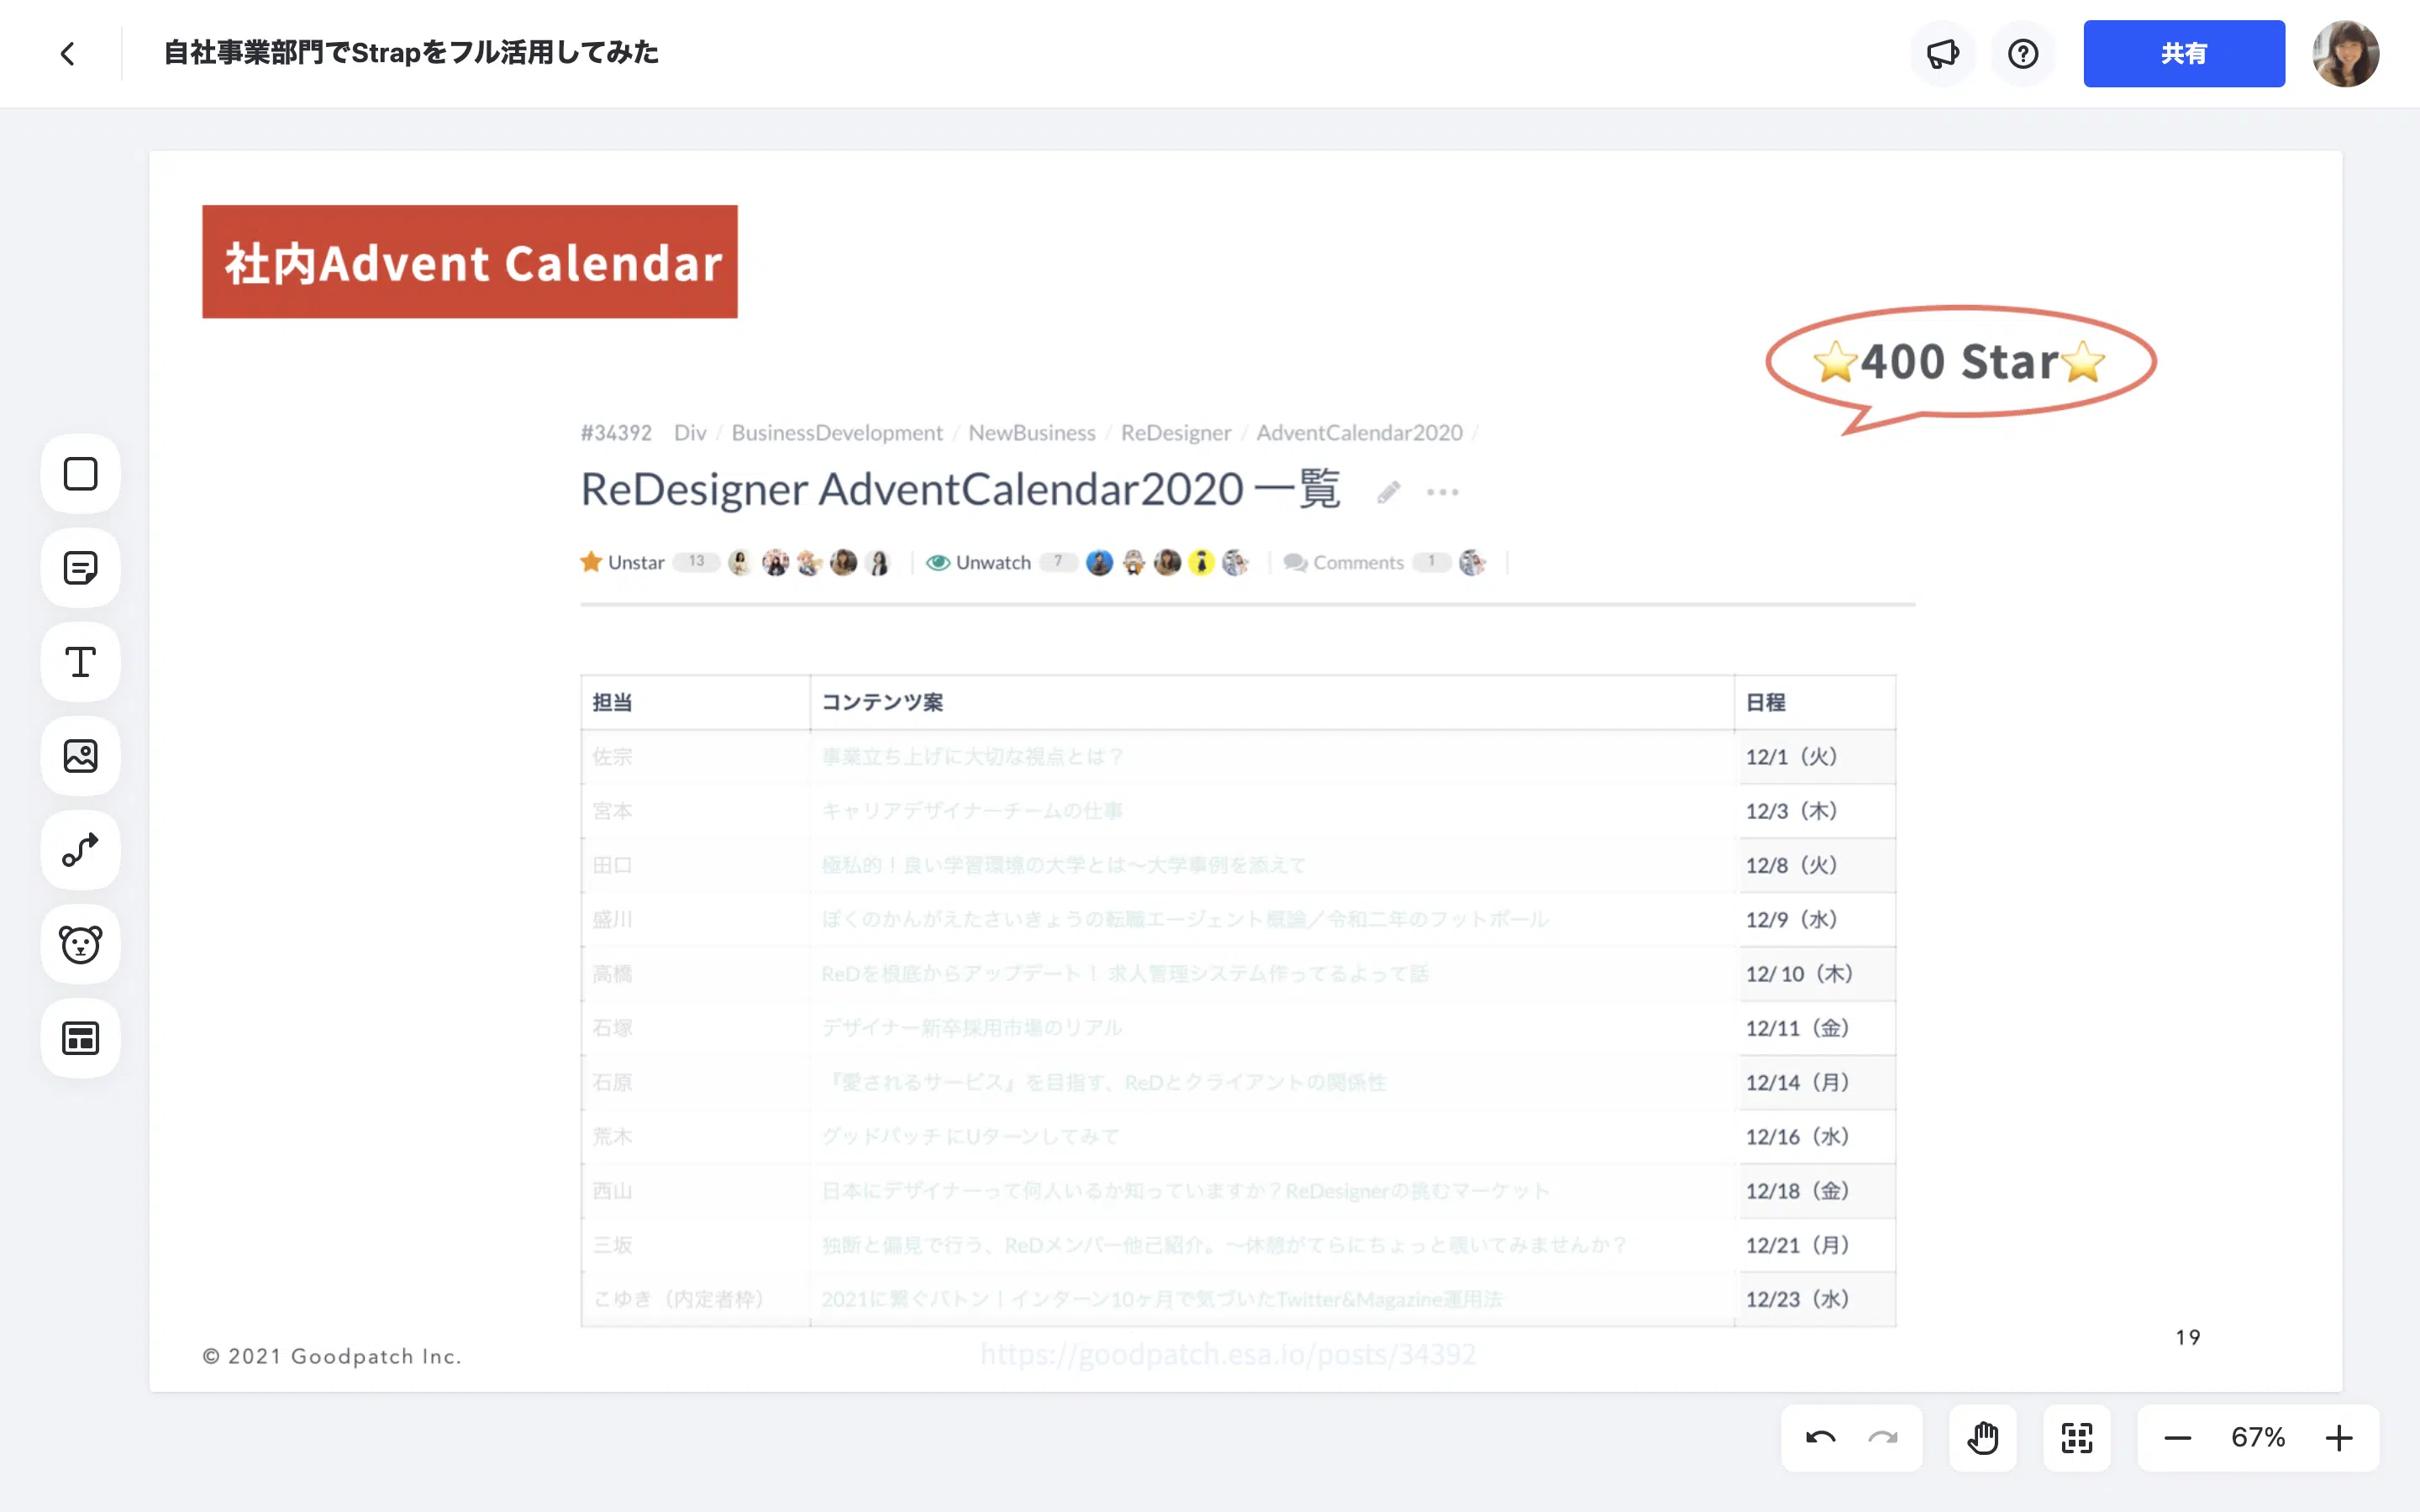 自社事業部門でStrapをフル活用してみた
共有
社内Advent Calendar
⭐400 Star⭐
#34392 Div / BusinessDevelopment / NewBusiness / ReDesigner / AdventCalendar2020 /
ReDesigner AdventCalendar2020 一覧
Unstar 13 Unwatch 7 Comments 1
担当 コンテンツ案 日程
佐宗 事業立ち上げに大切な視点とは？ 12/1（火）
宮本 キャリアデザイナーチームの仕事 12/3（木）
田口 極私的！良い学習環境の大学とは〜大学事例を添えて 12/8（火）
盛川 ぼくのかんがえたさいきょうの転職エージェント概論／令和二年のフットボール 12/9（水）
高橋 ReDを根底からアップデート！ 求人管理システム作ってるよって話 12/ 10（木）
石塚 デザイナー新卒採用市場のリアル 12/11（金）
石原 『愛されるサービス』を目指す、ReDとクライアントの関係性 12/14（月）
荒木 グッドパッチ にUターンしてみて 12/16（水）
西山 日本にデザイナーって何人いるか知っていますか？ReDesignerの挑むマーケット 12/18（金）
三坂 独断と偏見で行う、ReDメンバー他己紹介。〜休憩がてらにちょっと覗いてみませんか？ 12/21（月）
こゆき（内定者枠） 2021に繋ぐバトン｜インターン10ヶ月で気づいたTwitter&Magazine運用法 12/23（水）
https://goodpatch.esa.io/posts/34392
© 2021 Goodpatch Inc.
19
67%